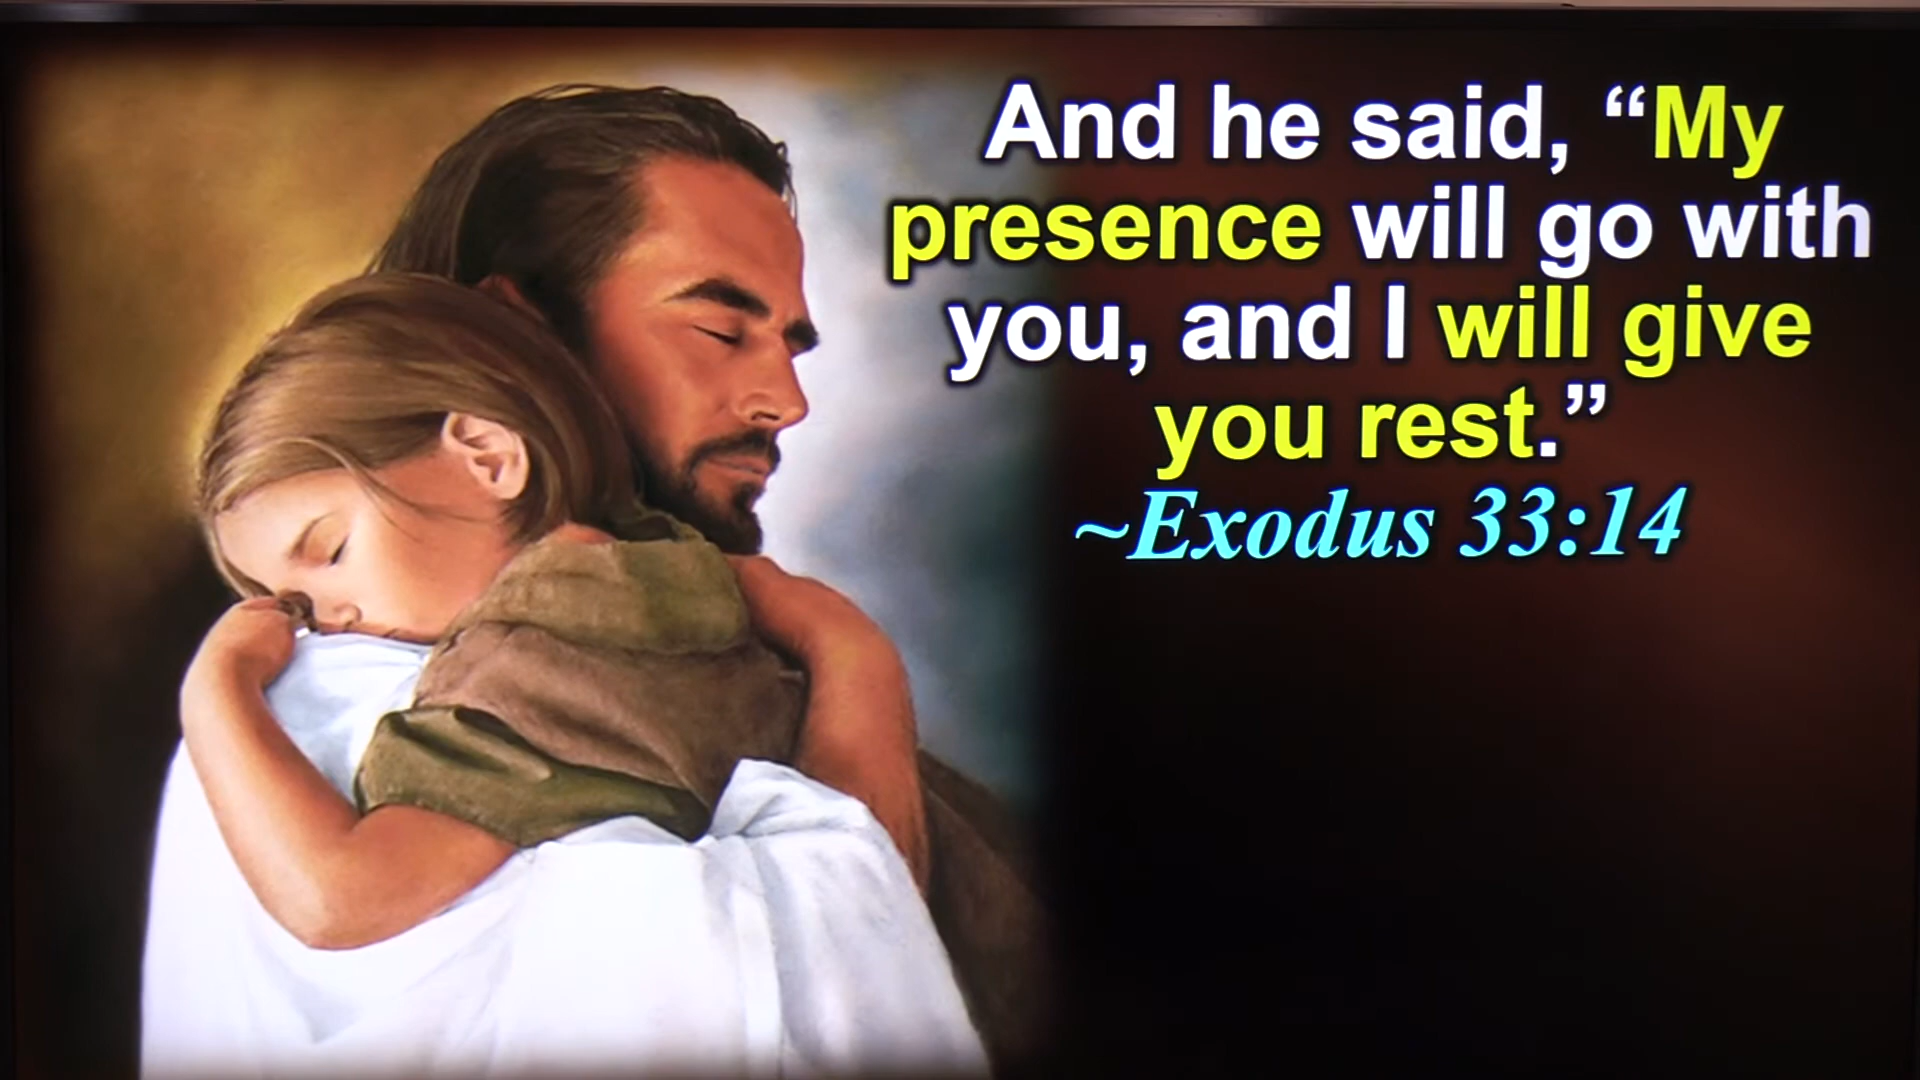 And he said, “My
presence will go with
you, and I will give
you rest.”
~Exodus 33:14